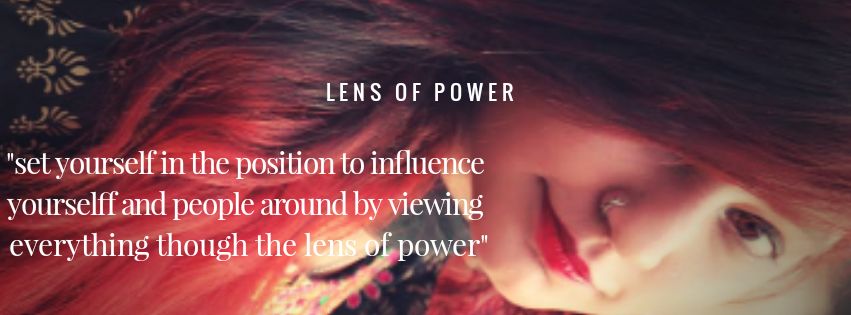 LENS OF POWER
"set yourself in the position to influence
yourselff and people around by viewing
everything though the lens of power"